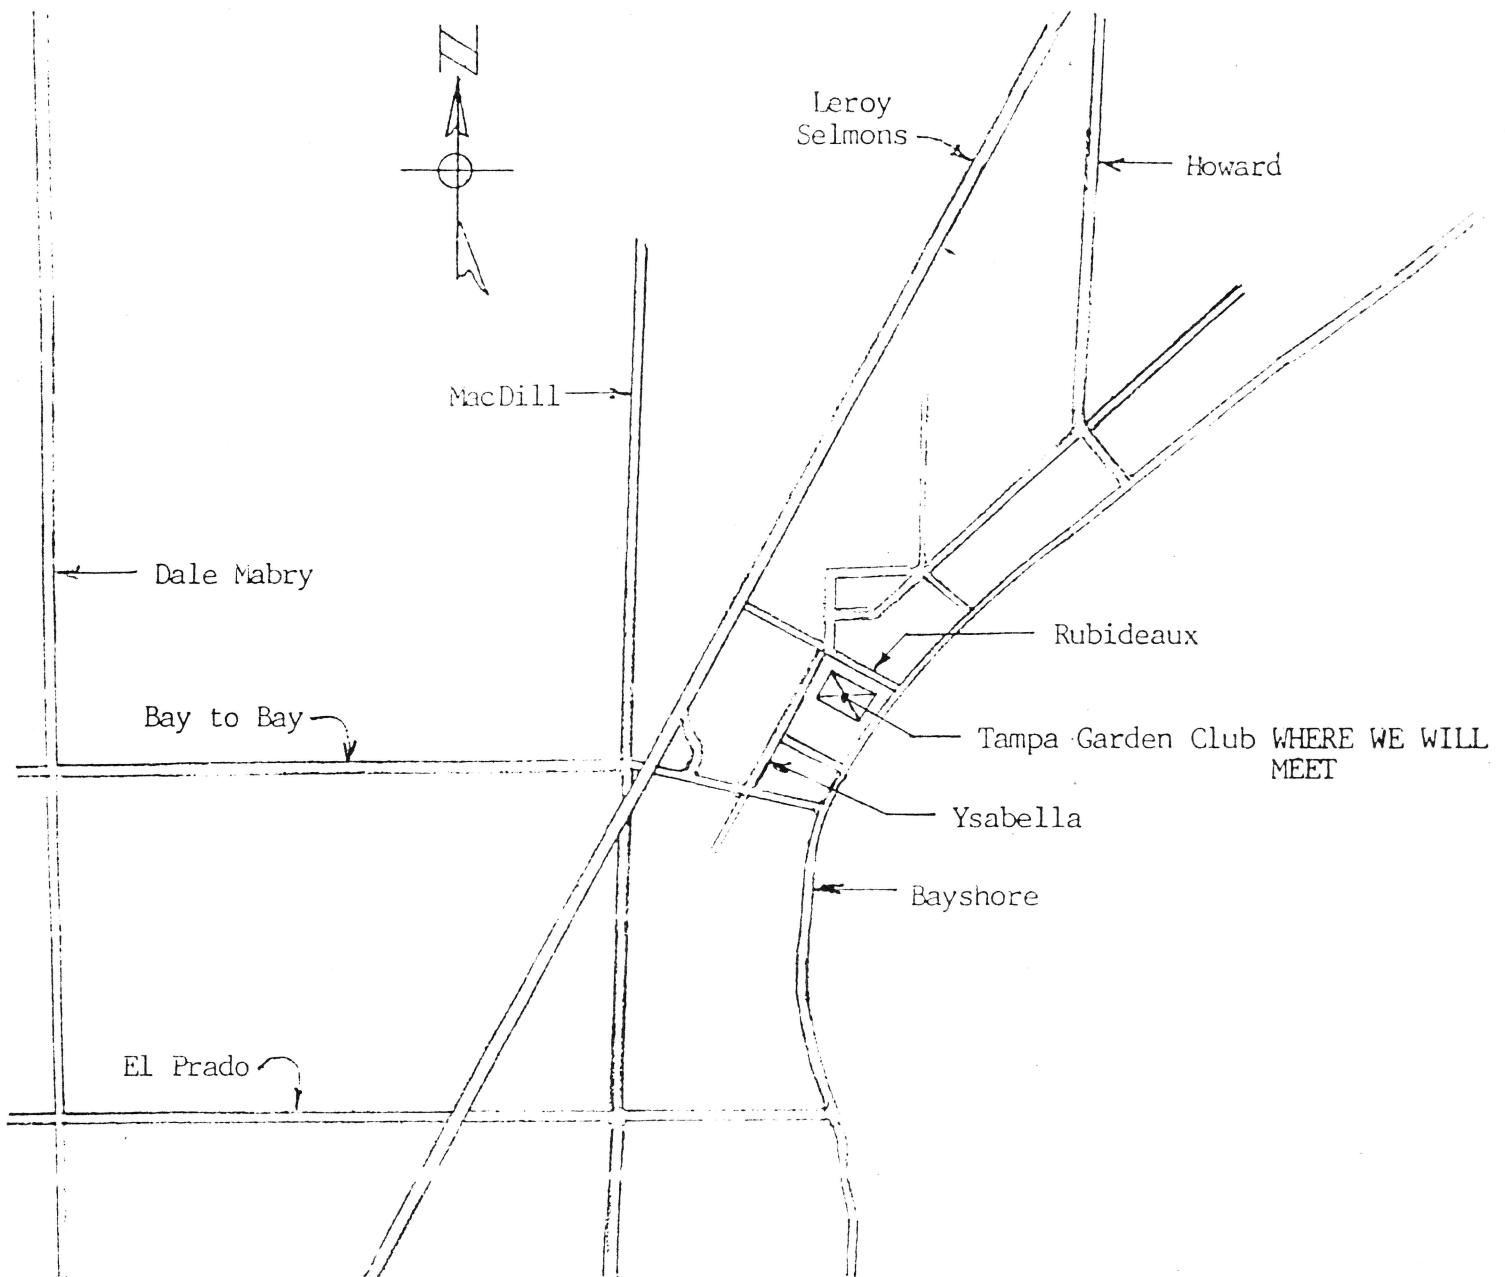 N
Leroy
Selmons
Howard
MacDill
Dale Mabry
Rubideaux
Bay to Bay
Tampa Garden Club WHERE WE WILL
MEET
Ysabella
Bayshore
El Prado